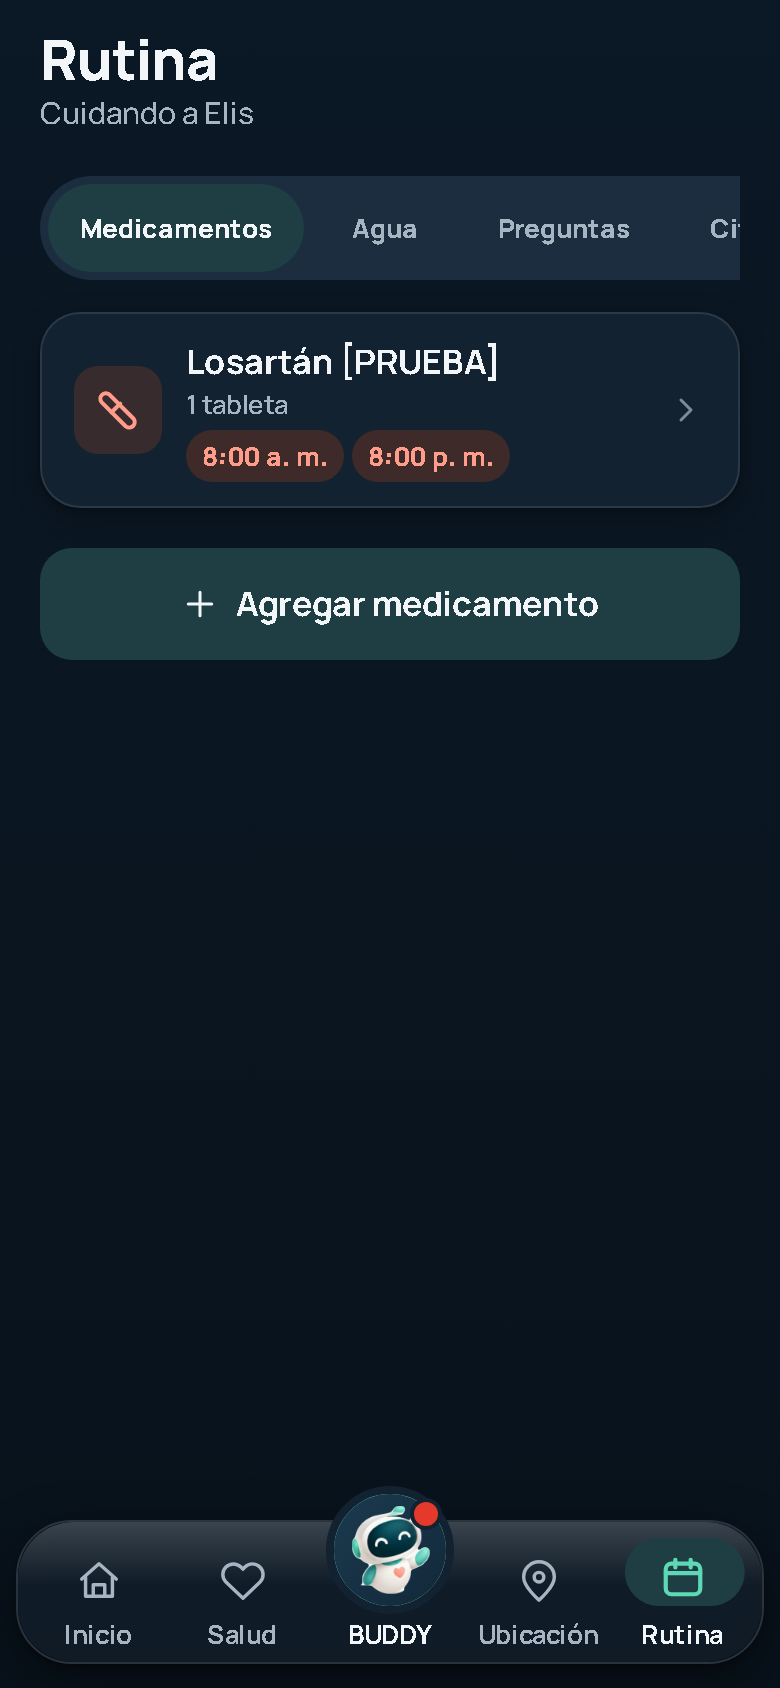 Rutina
Cuidando a Elis
Medicamentos Agua Preguntas
Losartán [PRUEBA]
1 tableta
8:00 a. m. 8:00 p. m.
+ Agregar medicamento
Inicio Salud BUDDY Ubicación Rutina